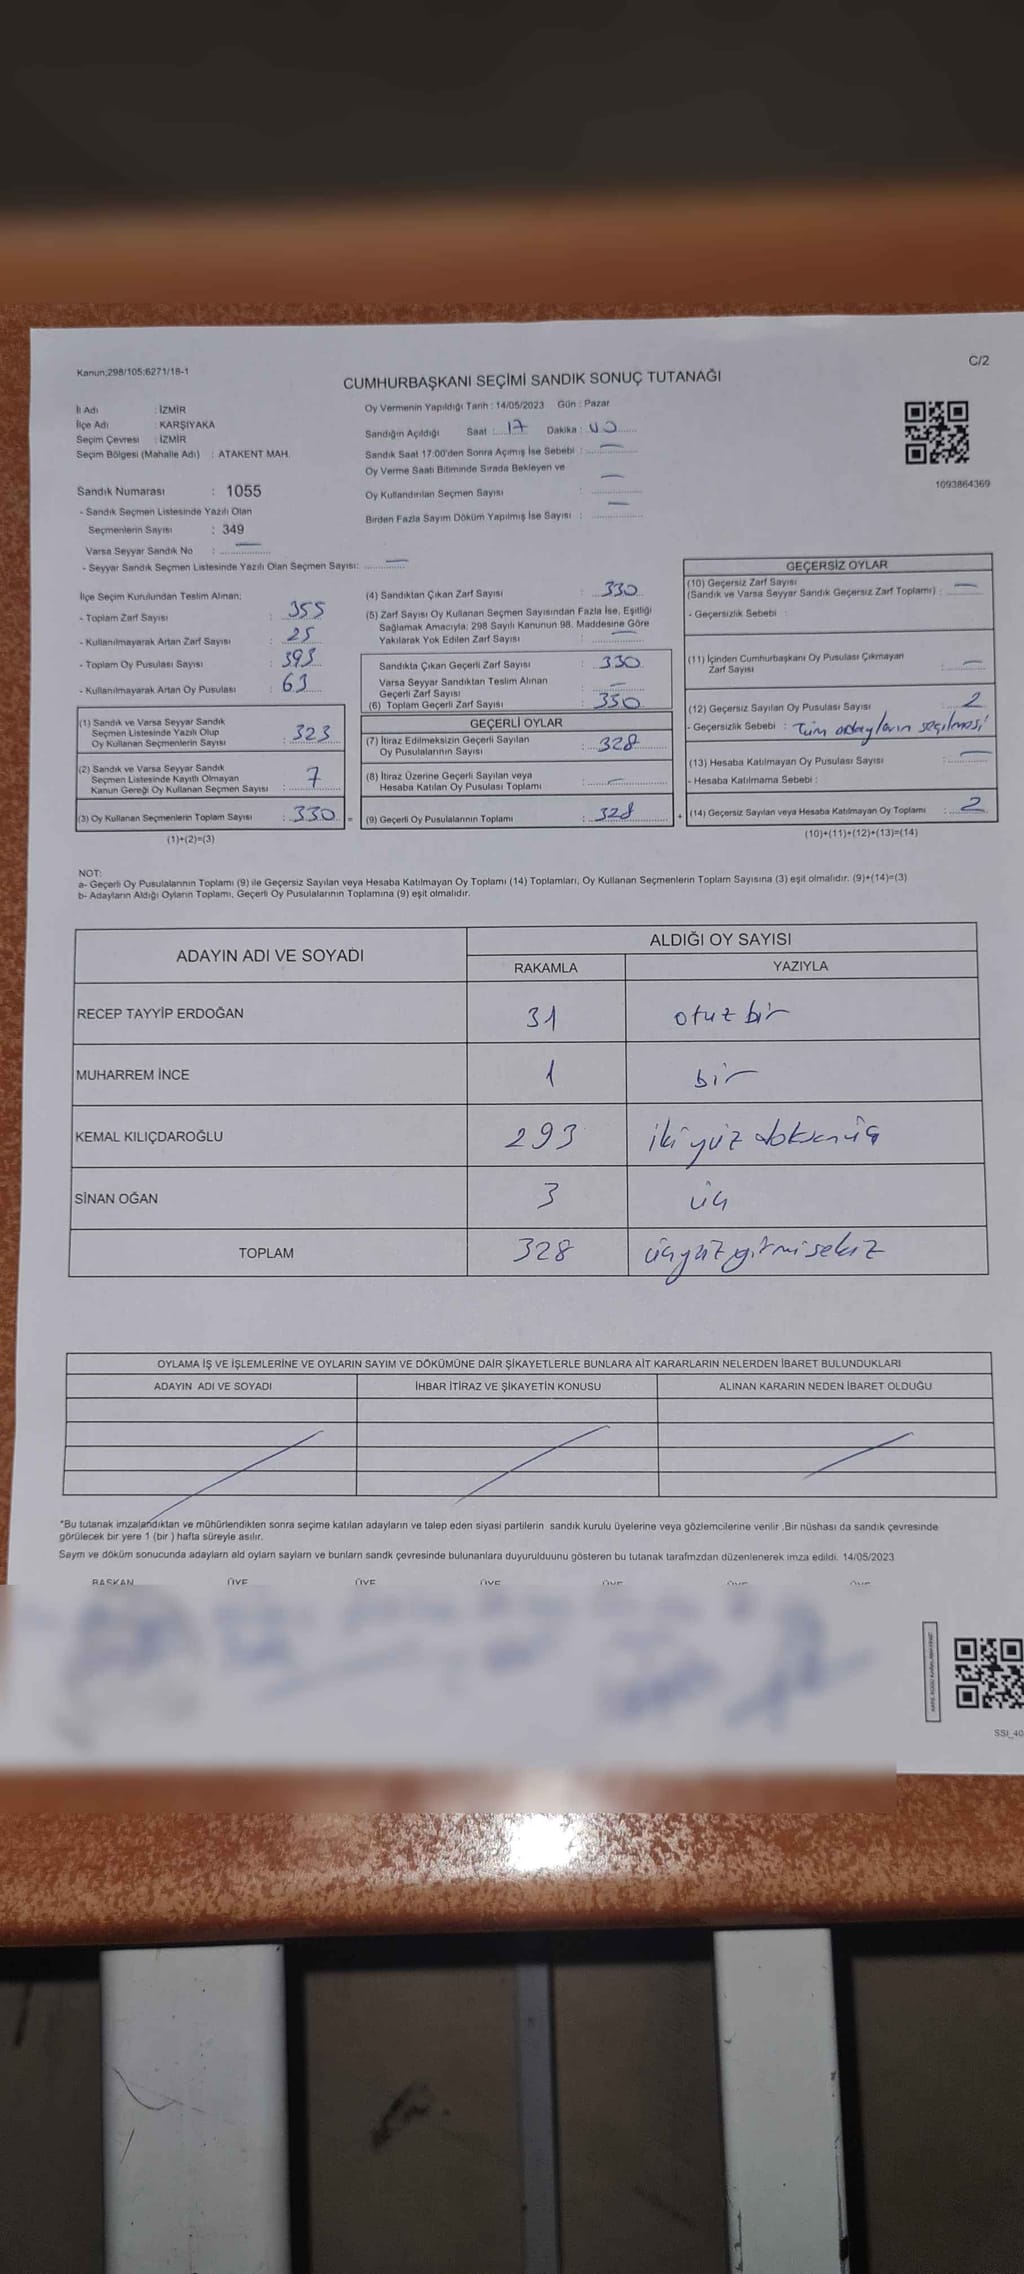 Kanun;298/105;6271/18-1
C/2
CUMHURBAŞKANI SEÇİMİ SANDIK SONUÇ TUTANAĞI
İl Adı : İZMİR
İlçe Adı : KARŞIYAKA
Seçim Çevresi : İZMİR
Seçim Bölgesi (Mahalle Adı) : ATAKENT MAH.
Sandık Numarası : 1055
- Sandık Seçmen Listesinde Yazılı Olan
Seçmenlerin Sayısı : 349
Varsa Seyyar Sandık No :
- Seyyar Sandık Seçmen Listesinde Yazılı Olan Seçmen Sayısı:
Oy Vermenin Yapıldığı Tarih : 14/05/2023 Gün : Pazar
Sandığın Açıldığı Saat : 17 Dakika :
Sandık Saat 17:00'den Sonra Açımış İse Sebebi :
Oy Verme Saati Bitiminde Sırada Bekleyen ve
Oy Kullandırılan Seçmen Sayısı :
Birden Fazla Sayım Döküm Yapılmış İse Sayısı :
1093864369
İlçe Seçim Kurulundan Teslim Alınan;
- Toplam Zarf Sayısı : 355
- Kullanılmayarak Artan Zarf Sayısı : 25
- Toplam Oy Pusulası Sayısı : 393
- Kullanılmayarak Artan Oy Pusulası : 63
(1) Sandık ve Varsa Seyyar Sandık
Seçmen Listesinde Yazılı Olup
Oy Kullanan Seçmenlerin Sayısı : 323
(2) Sandık ve Varsa Seyyar Sandık
Seçmen Listesinde Kayıtlı Olmayan
Kanun Gereği Oy Kullanan Seçmen Sayısı : 7
(3) Oy Kullanan Seçmenlerin Toplam Sayısı : 330 =
(1)+(2)=(3)
(4) Sandıktan Çıkan Zarf Sayısı : 330
(5) Zarf Sayısı Oy Kullanan Seçmen Sayısından Fazla İse, Eşitliği
Sağlamak Amacıyla; 298 Sayılı Kanunun 98. Maddesine Göre
Yakılarak Yok Edilen Zarf Sayısı :
Sandıkta Çıkan Geçerli Zarf Sayısı : 330
Varsa Seyyar Sandıktan Teslim Alınan
Geçerli Zarf Sayısı :
(6) Toplam Geçerli Zarf Sayısı : 330
GEÇERLİ OYLAR
(7) İtiraz Edilmeksizin Geçerli Sayılan
Oy Pusulalarının Sayısı : 328
(8) İtiraz Üzerine Geçerli Sayılan veya
Hesaba Katılan Oy Pusulası Toplamı :
(9) Geçerli Oy Pusulalarının Toplamı : 328 +
GEÇERSİZ OYLAR
(10) Geçersiz Zarf Sayısı
(Sandık ve Varsa Seyyar Sandık Geçersiz Zarf Toplamı) :
- Geçersizlik Sebebi :
(11) İçinden Cumhurbaşkanı Oy Pusulası Çıkmayan
Zarf Sayısı :
(12) Geçersiz Sayılan Oy Pusulası Sayısı : 2
- Geçersizlik Sebebi : Tüm adayların seçilmesi
(13) Hesaba Katılmayan Oy Pusulası Sayısı :
- Hesaba Katılmama Sebebi :
(14) Geçersiz Sayılan veya Hesaba Katılmayan Oy Toplamı : 2
(10)+(11)+(12)+(13)=(14)
NOT:
a- Geçerli Oy Pusulalarının Toplamı (9) ile Geçersiz Sayılan veya Hesaba Katılmayan Oy Toplamı (14) Toplamları, Oy Kullanan Seçmenlerin Toplam Sayısına (3) eşit olmalıdır. (9)+(14)=(3)
b- Adayların Aldığı Oyların Toplamı, Geçerli Oy Pusulalarının Toplamına (9) eşit olmalıdır.
ADAYIN ADI VE SOYADI ALDIĞI OY SAYISI
RAKAMLA YAZIYLA
RECEP TAYYİP ERDOĞAN 31 otuz bir
MUHARREM İNCE 1 bir
KEMAL KILIÇDAROĞLU 293 iki yüz doksan üç
SİNAN OĞAN 3 üç
TOPLAM 328 üçyüz yirmi sekiz
OYLAMA İŞ VE İŞLEMLERİNE VE OYLARIN SAYIM VE DÖKÜMÜNE DAİR ŞİKAYETLERLE BUNLARA AİT KARARLARIN NELERDEN İBARET BULUNDUKLARI
ADAYIN ADI VE SOYADI İHBAR İTİRAZ VE ŞİKAYETİN KONUSU ALINAN KARARIN NEDEN İBARET OLDUĞU
*Bu tutanak imzalandıktan ve mühürlendikten sonra seçime katılan adayların ve talep eden siyasi partilerin sandık kurulu üyelerine veya gözlemcilerine verilir .Bir nüshası da sandık çevresinde
görülecek bir yere 1 (bir ) hafta süreyle asılır.
Sayım ve döküm sonucunda adayların ald oylarn saylarn ve bunlarn sandk çevresinde bulunanlara duyurulduunu gösteren bu tutanak tarafmzdan düzenlenerek imza edildi. 14/05/2023
BAŞKAN ÜYE ÜYE ÜYE ÜYE ÜYE ÜYE
SSI_40